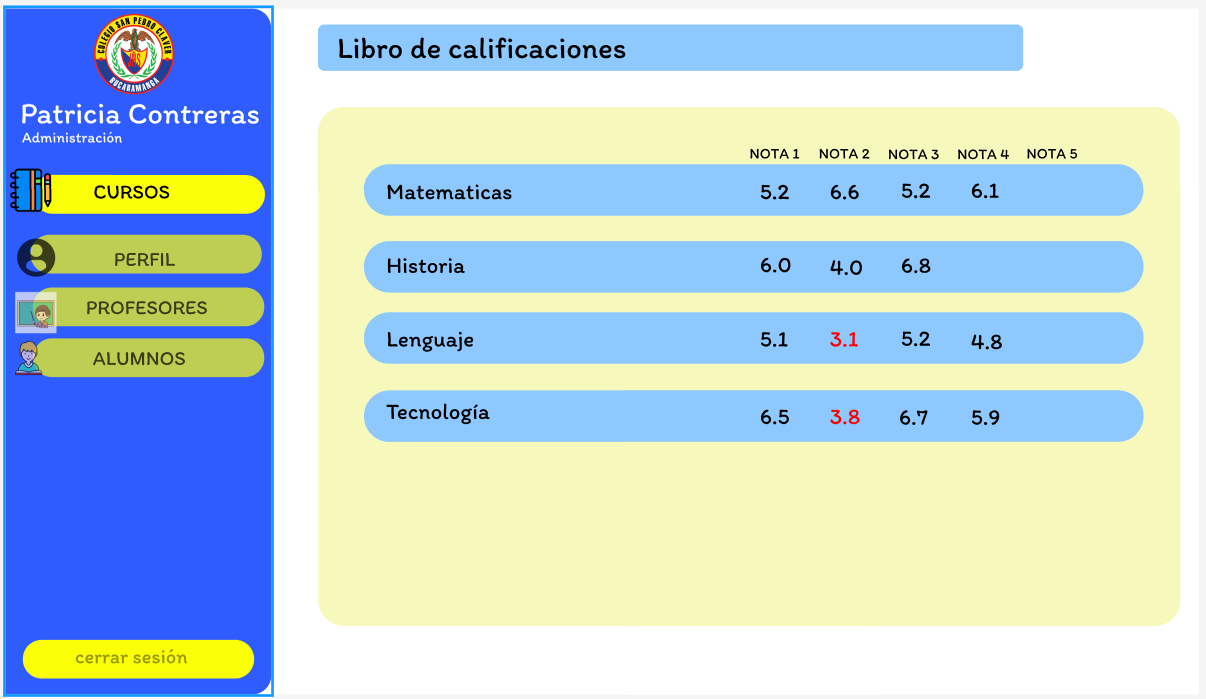 COLEGIO SAN PEDRO CLAVER
BUCARAMANGA
Patricia Contreras
Administración
CURSOS
PERFIL
PROFESORES
ALUMNOS
cerrar sesión
Libro de calificaciones
NOTA 1 NOTA 2 NOTA 3 NOTA 4 NOTA 5
Matematicas 5.2 6.6 5.2 6.1
Historia 6.0 4.0 6.8
Lenguaje 5.1 3.1 5.2 4.8
Tecnología 6.5 3.8 6.7 5.9